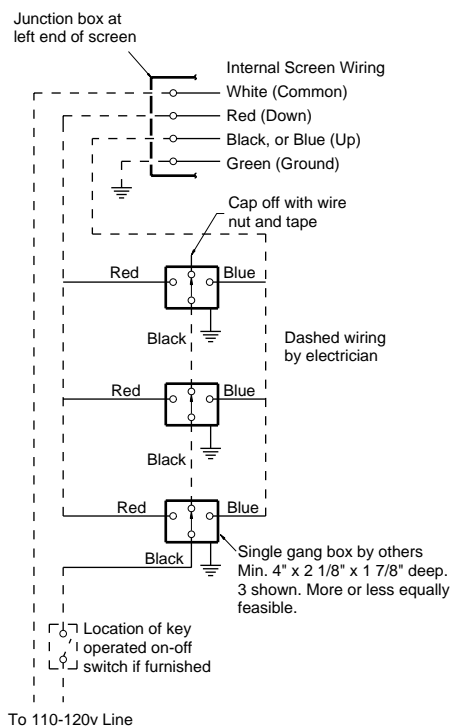 Junction box at
left end of screen
Internal Screen Wiring
White (Common)
Red (Down)
Black, or Blue (Up)
Green (Ground)
Cap off with wire
nut and tape
Red
Blue
Black
Dashed wiring
by electrician
Red
Blue
Black
Red
Blue
Black
Single gang box by others
Min. 4" x 2 1/8" x 1 7/8" deep.
3 shown. More or less equally
feasible.
Location of key
operated on-off
switch if furnished
To 110-120v Line